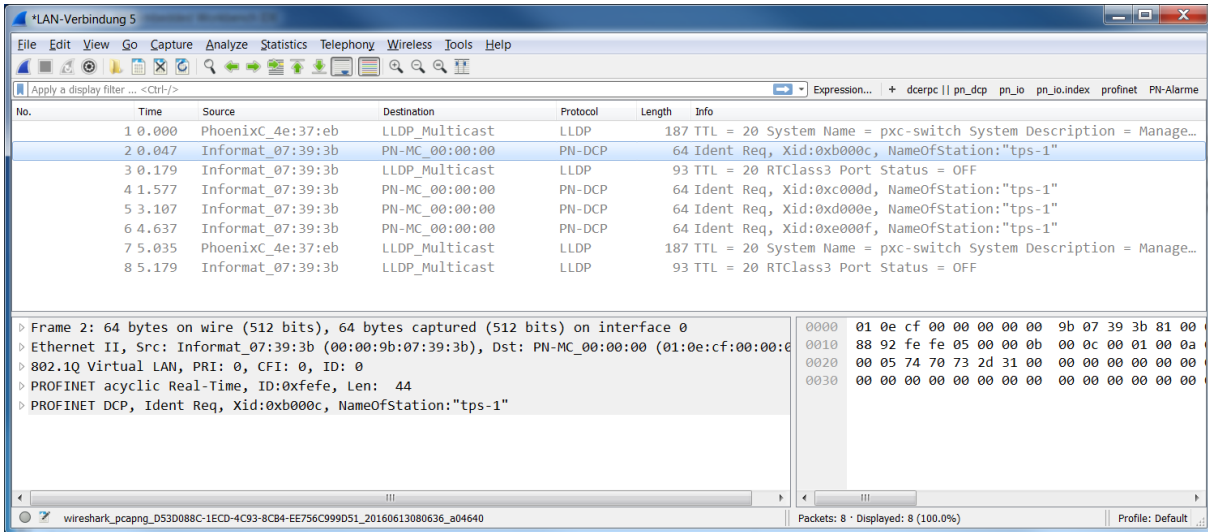 *LAN-Verbindung 5
File Edit View Go Capture Analyze Statistics Telephony Wireless Tools Help
Apply a display filter ... <Ctrl-/> Expression... + dcerpc || pn_dcp pn_io pn_io.index profinet PN-Alarme
No. Time Source Destination Protocol Length Info
1 0.000 PhoenixC_4e:37:eb LLDP_Multicast LLDP 187 TTL = 20 System Name = pxc-switch System Description = Manage…
2 0.047 Informat_07:39:3b PN-MC_00:00:00 PN-DCP 64 Ident Req, Xid:0xb000c, NameOfStation:"tps-1"
3 0.179 Informat_07:39:3b LLDP_Multicast LLDP 93 TTL = 20 RTClass3 Port Status = OFF
4 1.577 Informat_07:39:3b PN-MC_00:00:00 PN-DCP 64 Ident Req, Xid:0xc000d, NameOfStation:"tps-1"
5 3.107 Informat_07:39:3b PN-MC_00:00:00 PN-DCP 64 Ident Req, Xid:0xd000e, NameOfStation:"tps-1"
6 4.637 Informat_07:39:3b PN-MC_00:00:00 PN-DCP 64 Ident Req, Xid:0xe000f, NameOfStation:"tps-1"
7 5.035 PhoenixC_4e:37:eb LLDP_Multicast LLDP 187 TTL = 20 System Name = pxc-switch System Description = Manage…
8 5.179 Informat_07:39:3b LLDP_Multicast LLDP 93 TTL = 20 RTClass3 Port Status = OFF
Frame 2: 64 bytes on wire (512 bits), 64 bytes captured (512 bits) on interface 0
Ethernet II, Src: Informat_07:39:3b (00:00:9b:07:39:3b), Dst: PN-MC_00:00:00 (01:0e:cf:00:00:0
802.1Q Virtual LAN, PRI: 0, CFI: 0, ID: 0
PROFINET acyclic Real-Time, ID:0xfefe, Len: 44
PROFINET DCP, Ident Req, Xid:0xb000c, NameOfStation:"tps-1"
0000 01 0e cf 00 00 00 00 00 9b 07 39 3b 81 00
0010 88 92 fe fe 05 00 00 0b 00 0c 00 01 00 0a
0020 00 05 74 70 73 2d 31 00 00 00 00 00 00 00
0030 00 00 00 00 00 00 00 00 00 00 00 00 00 00
wireshark_pcapng_D53D088C-1ECD-4C93-8CB4-EE756C999D51_20160613080636_a04640 Packets: 8 · Displayed: 8 (100.0%) Profile: Default